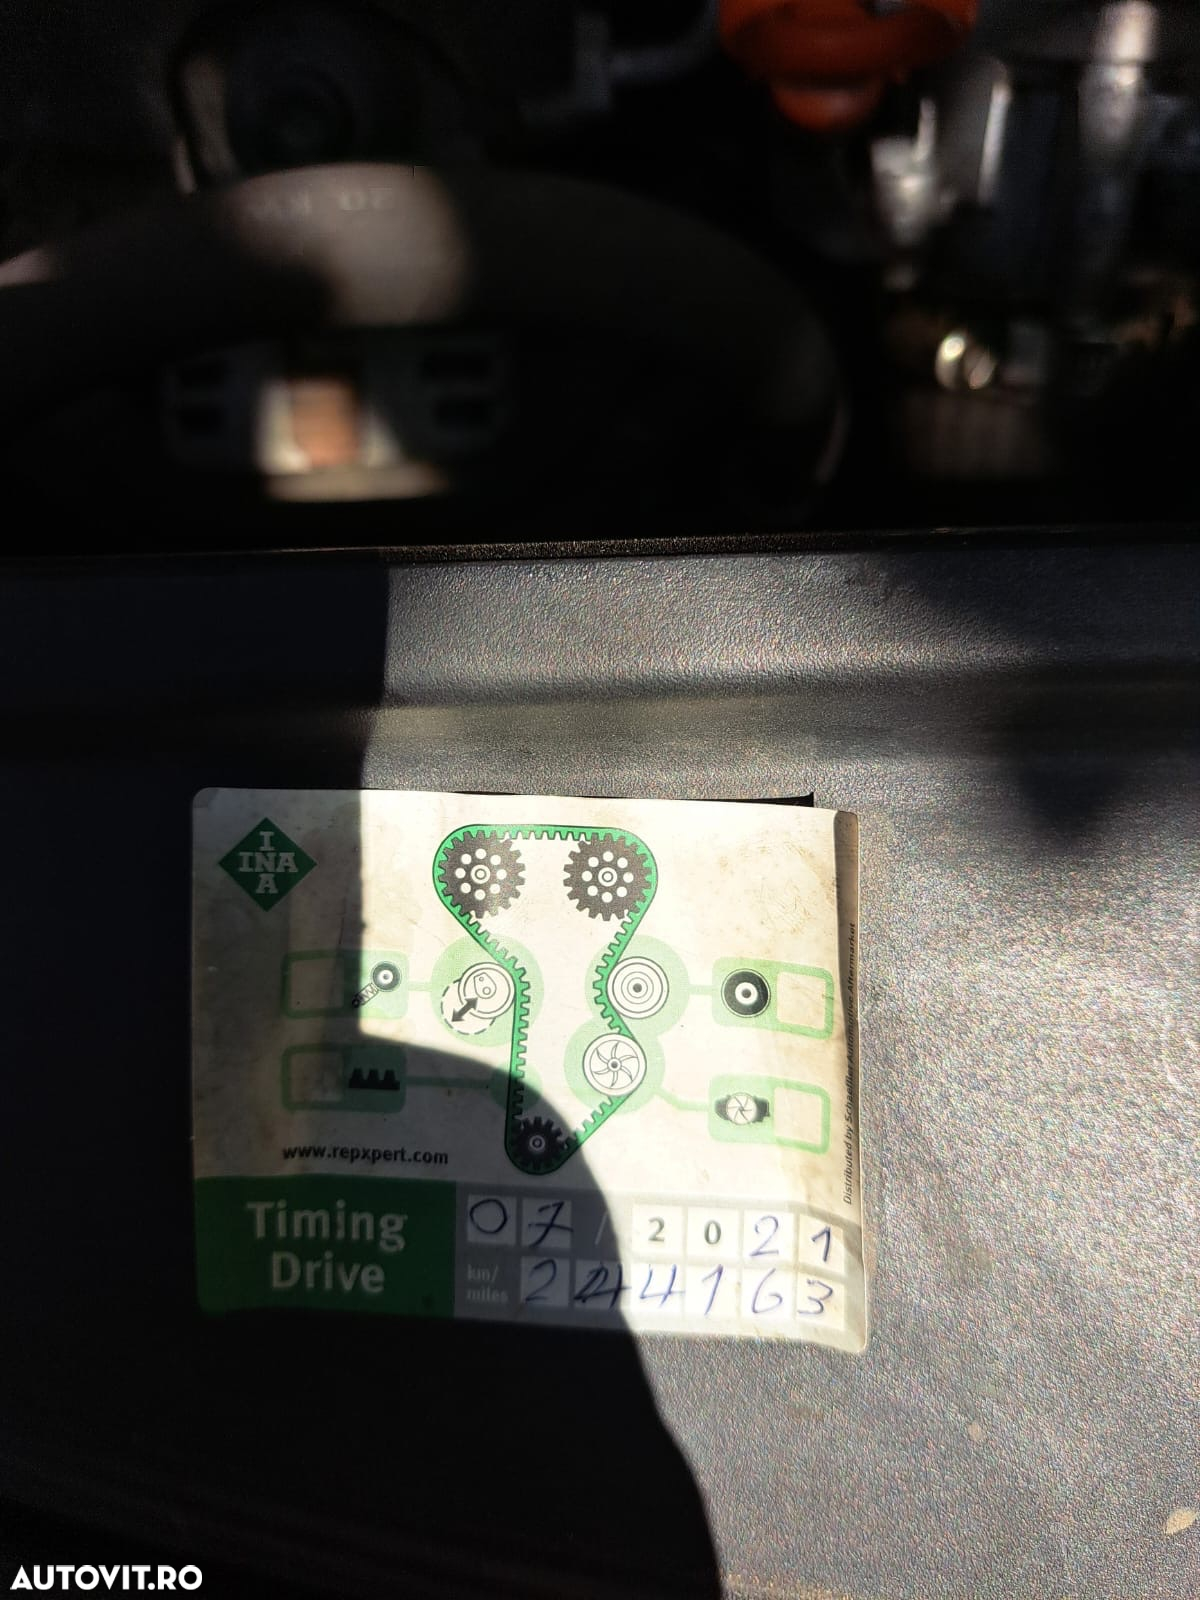 I
INA
A
www.repxpert.com
Distributed by Schaeffler Automotive Aftermarket
Timing
Drive
07 / 2021
km/
miles
244163
AUTOVIT.RO